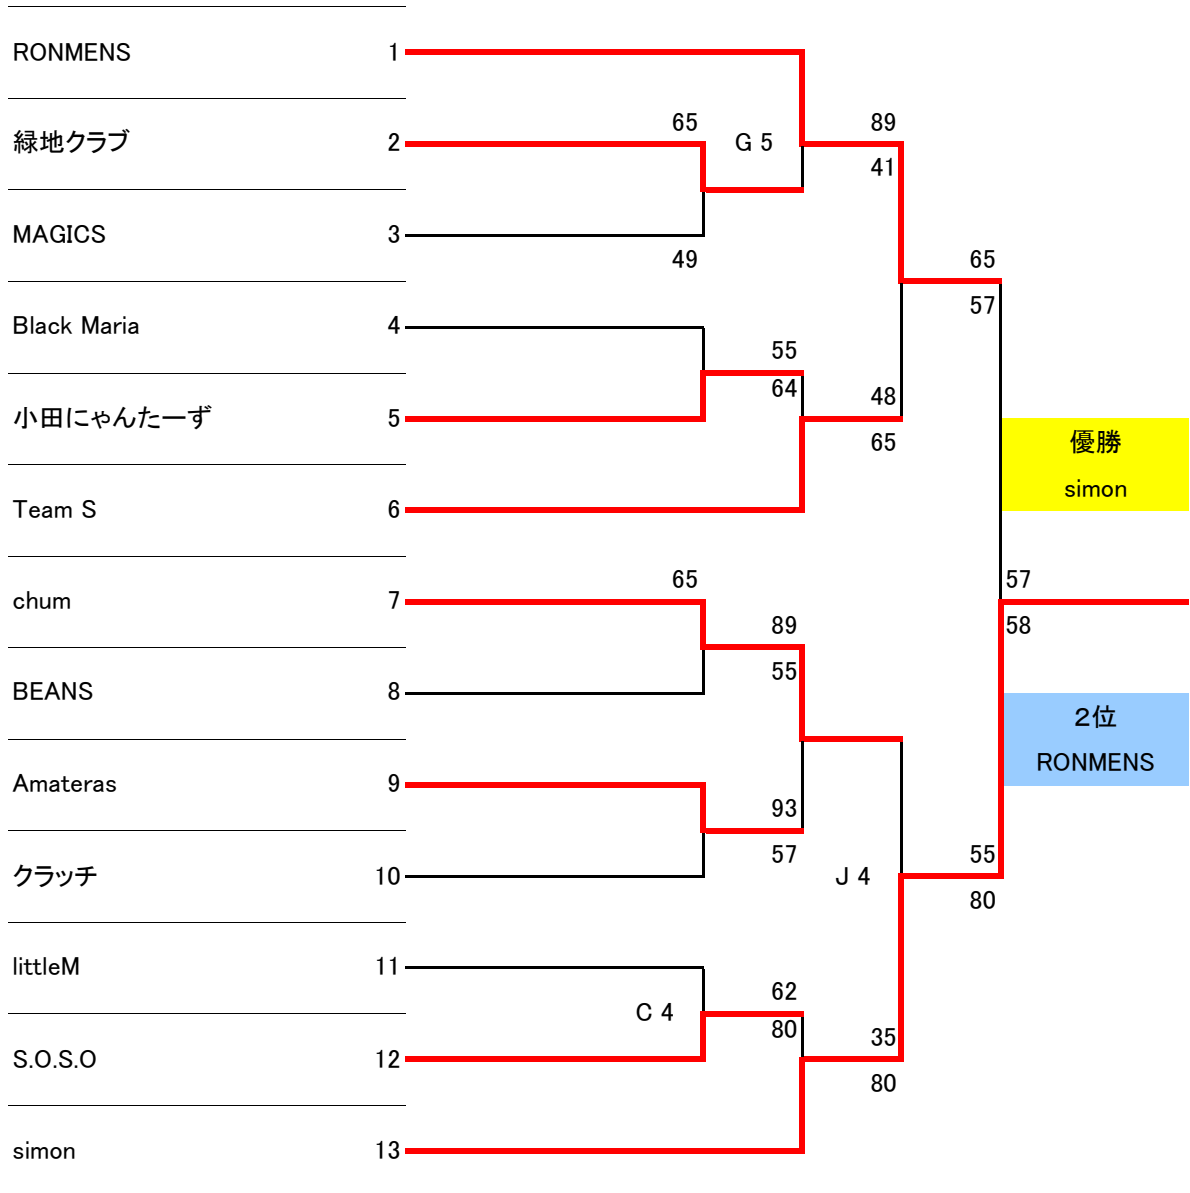 RONMENS 1
65
89
緑地クラブ 2
G 5
41
MAGICS 3
49
65
57
Black Maria 4
55
64
48
小田にゃんたーず 5
65
優勝
simon
Team S 6
65
57
chum 7
89
58
55
BEANS 8
２位
RONMENS
Amateras 9
93
57
55
クラッチ 10
J 4
80
littleM 11
62
C 4
80
35
S.O.S.O 12
80
simon 13